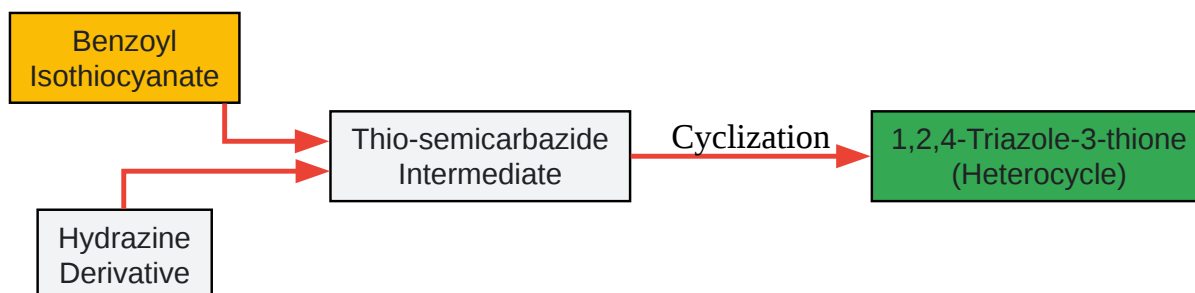 Benzoyl
Isothiocyanate
Hydrazine
Derivative
Thio-semicarbazide
Intermediate
Cyclization
1,2,4-Triazole-3-thione
(Heterocycle)